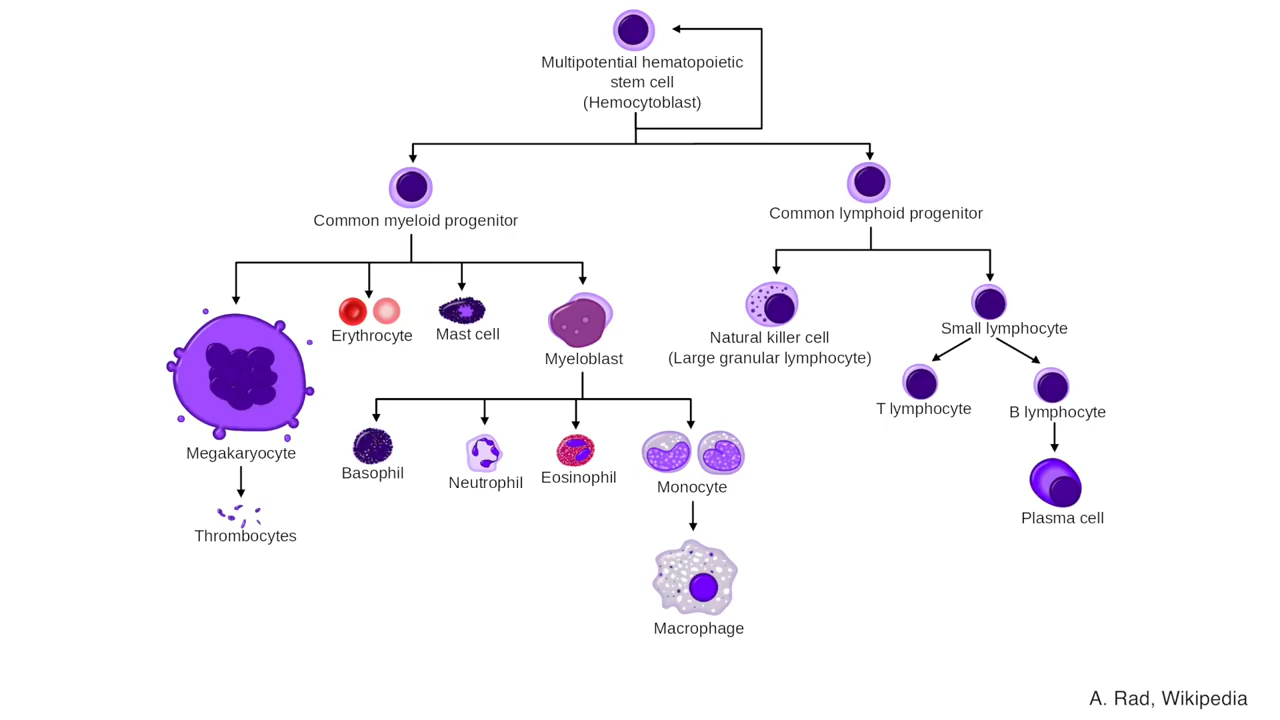 Multipotential hematopoietic
stem cell
(Hemocytoblast)
Common myeloid progenitor
Common lymphoid progenitor
Erythrocyte
Mast cell
Myeloblast
Natural killer cell
(Large granular lymphocyte)
Small lymphocyte
T lymphocyte
B lymphocyte
Megakaryocyte
Basophil
Neutrophil
Eosinophil
Monocyte
Plasma cell
Thrombocytes
Macrophage
A. Rad, Wikipedia